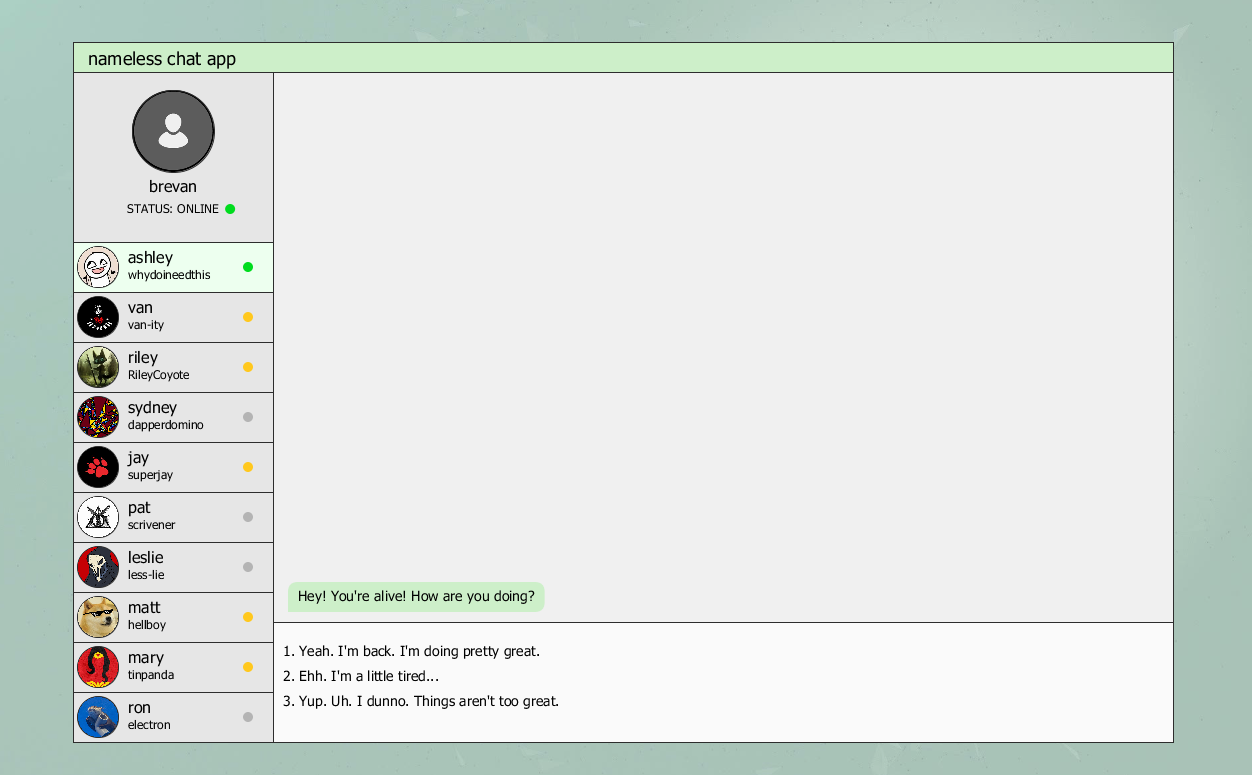 nameless chat app
brevan
STATUS: ONLINE
ashley
whydoineedthis
van
van-ity
riley
RileyCoyote
sydney
dapperdomino
jay
superjay
pat
scrivener
leslie
less-lie
matt
hellboy
mary
tinpanda
ron
electron
Hey! You're alive! How are you doing?
1. Yeah. I'm back. I'm doing pretty great.
2. Ehh. I'm a little tired...
3. Yup. Uh. I dunno. Things aren't too great.